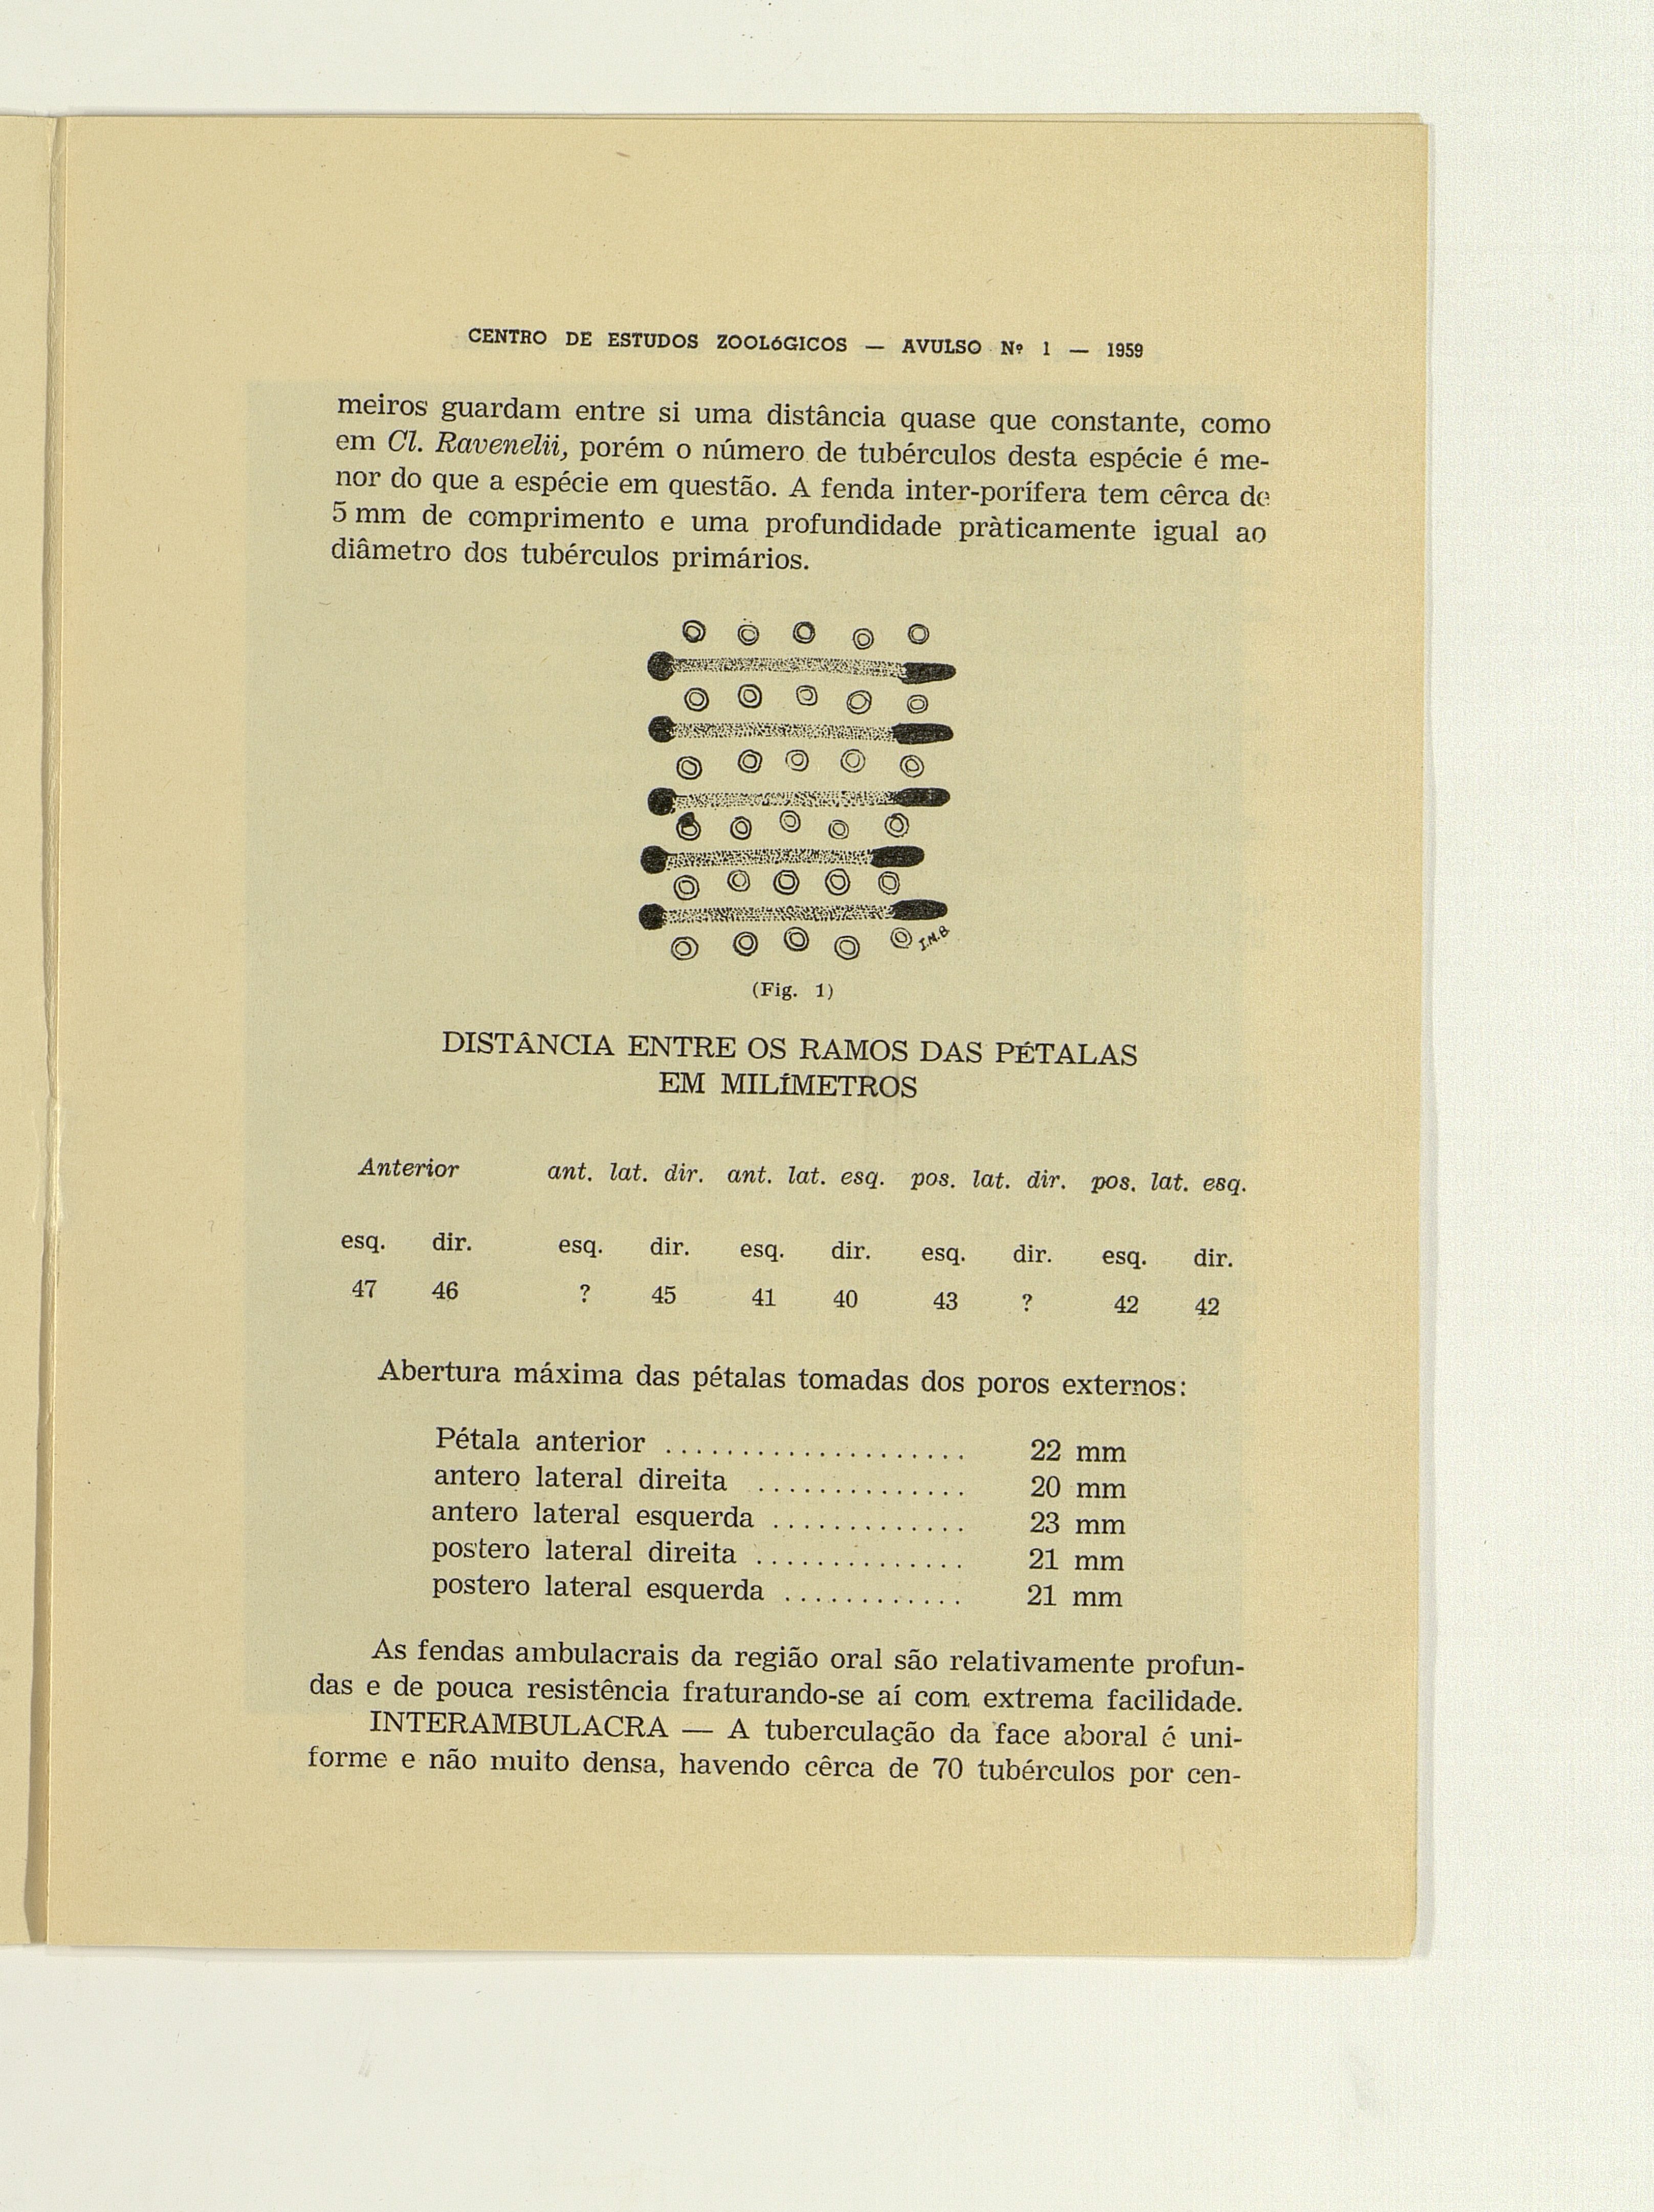 CENTRO DE ESTUDOS ZOOLóGICOS — AVULSO Nº 1 — 1959
meiros guardam entre si uma distância quase que constante, como
em Cl. Ravenelii, porém o número de tubérculos desta espécie é me-
nor do que a espécie em questão. A fenda inter-porífera tem cêrca de
5 mm de comprimento e uma profundidade pràticamente igual ao
diâmetro dos tubérculos primários.
I.M.B.
(Fig. 1)
DISTÂNCIA ENTRE OS RAMOS DAS PÉTALAS
EM MILÍMETROS
Anterior ant. lat. dir. ant. lat. esq. pos. lat. dir. pos. lat. esq.
esq. dir. esq. dir. esq. dir. esq. dir. esq. dir.
47 46 ? 45 41 40 43 ? 42 42
Abertura máxima das pétalas tomadas dos poros externos:
Pétala anterior .................... 22 mm
antero lateral direita .............. 20 mm
antero lateral esquerda ............. 23 mm
postero lateral direita .............. 21 mm
postero lateral esquerda ............ 21 mm
As fendas ambulacrais da região oral são relativamente profun-
das e de pouca resistência fraturando-se aí com extrema facilidade.
INTERAMBULACRA — A tuberculação da face aboral é uni-
forme e não muito densa, havendo cêrca de 70 tubérculos por cen-